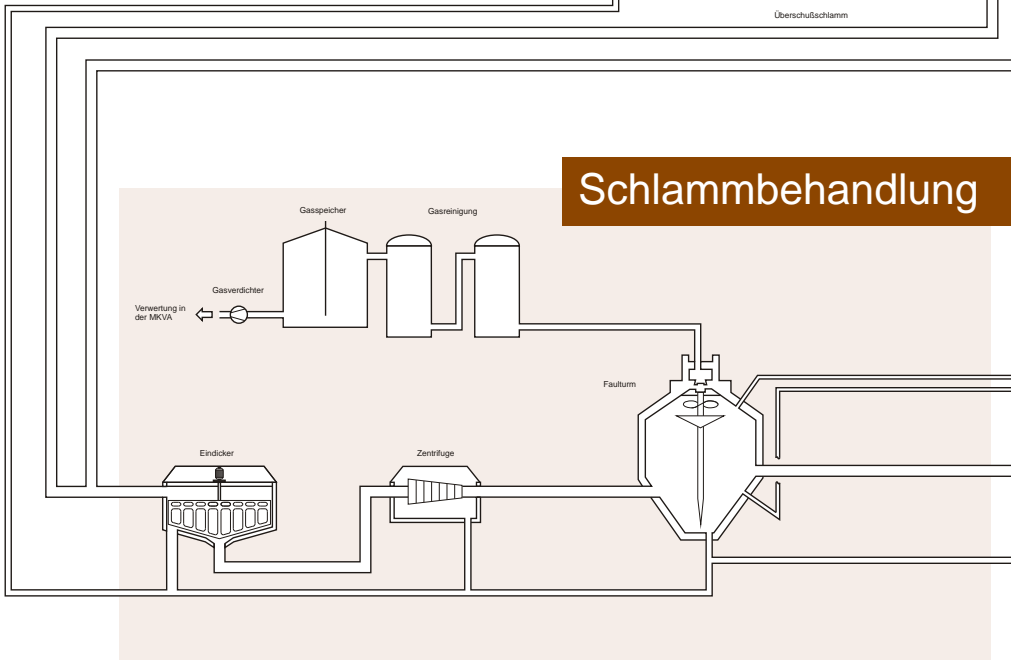 Überschußschlamm
Schlammbehandlung
Gasspeicher
Gasreinigung
Gasverdichter
Verwertung in
der MKVA
Faulturm
Eindicker
Zentrifuge